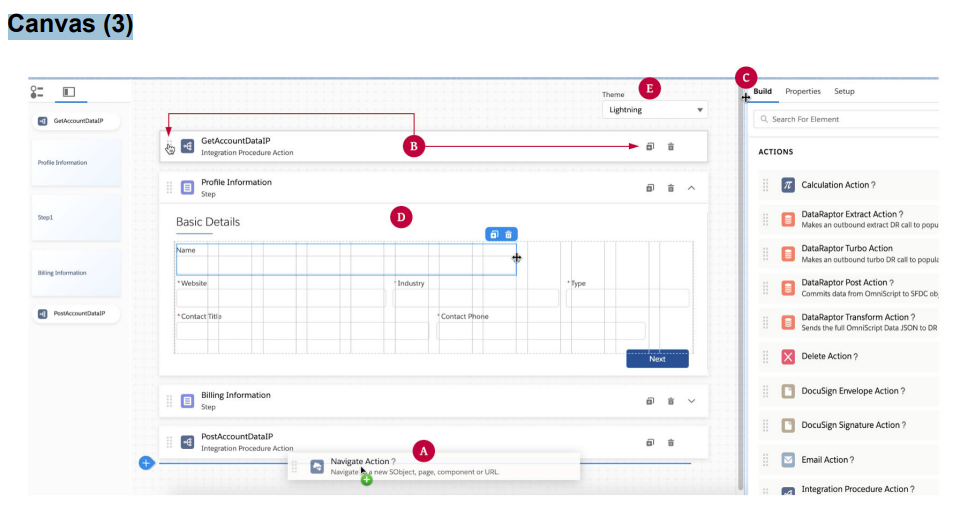 Canvas (3)
Theme
E
Lightning
C
Build Properties Setup
Search For Element
GetAccountDataIP
Profile Information
Step1
Billing Information
PostAccountDataIP
GetAccountDataIP
Integration Procedure Action
B
Profile Information
Step
Basic Details
D
Name
* Website
* Industry
* Type
* Contact Title
* Contact Phone
Next
Billing Information
Step
PostAccountDataIP
Integration Procedure Action
A
Navigate Action ?
Navigate a new SObject, page, component or URL.
ACTIONS
Calculation Action ?
DataRaptor Extract Action ?
Makes an outbound extract DR call to popu
DataRaptor Turbo Action
Makes an outbound turbo DR call to popula
DataRaptor Post Action ?
Commits data from OmniScript to SFDC ob
DataRaptor Transform Action ?
Sends the full OmniScript Data JSON to DR
Delete Action ?
DocuSign Envelope Action ?
DocuSign Signature Action ?
Email Action ?
Integration Procedure Action ?